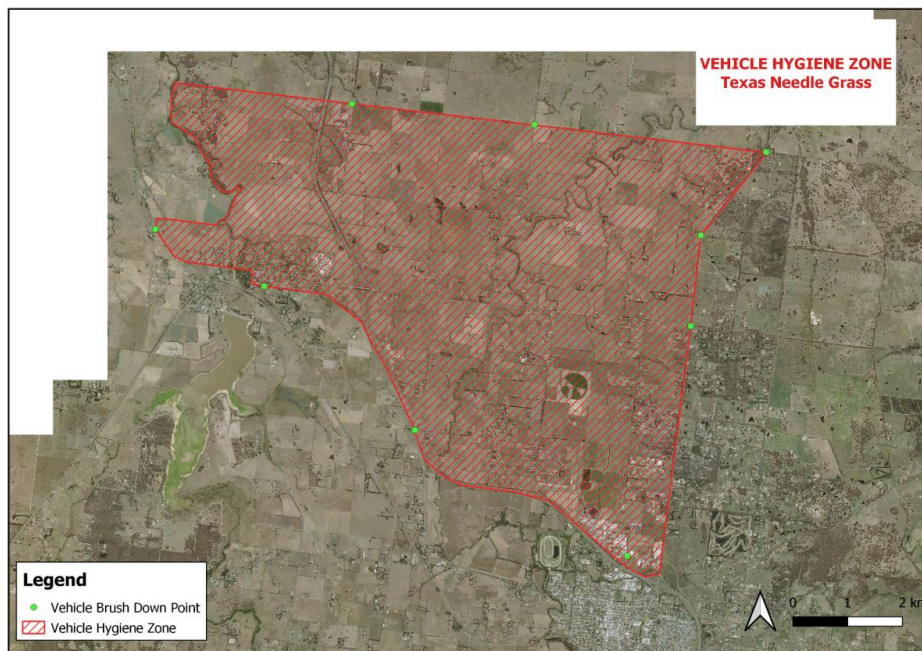 VEHICLE HYGIENE ZONE
Texas Needle Grass
Legend
Vehicle Brush Down Point
Vehicle Hygiene Zone
0 1 2 km